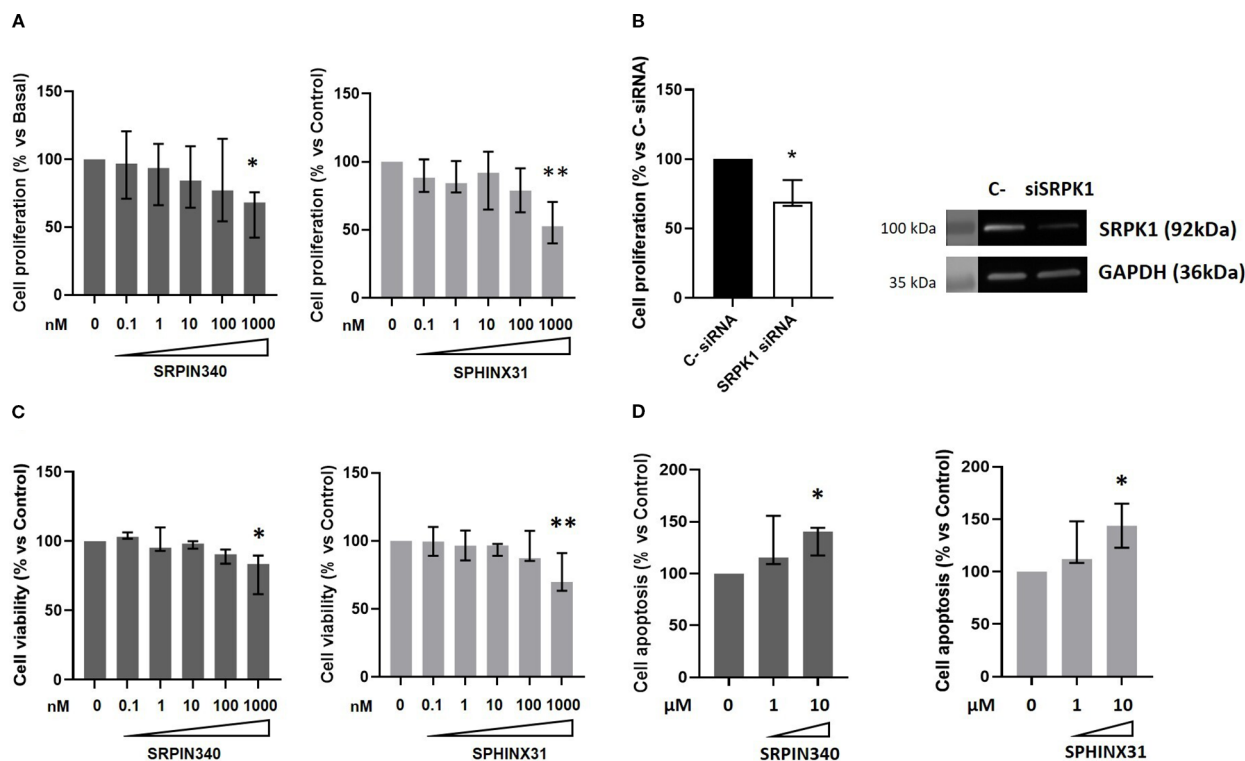 A
Cell proliferation (% vs Basal)
150
100
50
0
*
nM 0 0.1 1 10 100 1000
SRPIN340
Cell proliferation (% vs Control)
150
100
50
0
**
nM 0 0.1 1 10 100 1000
SPHINX31
B
Cell proliferation (% vs C- siRNA)
150
100
50
0
*
C- siRNA
SRPK1 siRNA
C- siSRPK1
100 kDa SRPK1 (92kDa)
35 kDa GAPDH (36kDa)
C
Cell viability (% vs Control)
150
100
50
0
*
nM 0 0.1 1 10 100 1000
SRPIN340
Cell viability (% vs Control)
150
100
50
0
**
nM 0 0.1 1 10 100 1000
SPHINX31
D
Cell apoptosis (% vs Control)
200
150
100
50
0
*
μM 0 1 10
SRPIN340
Cell apoptosis (% vs Control)
200
150
100
50
0
*
μM 0 1 10
SPHINX31